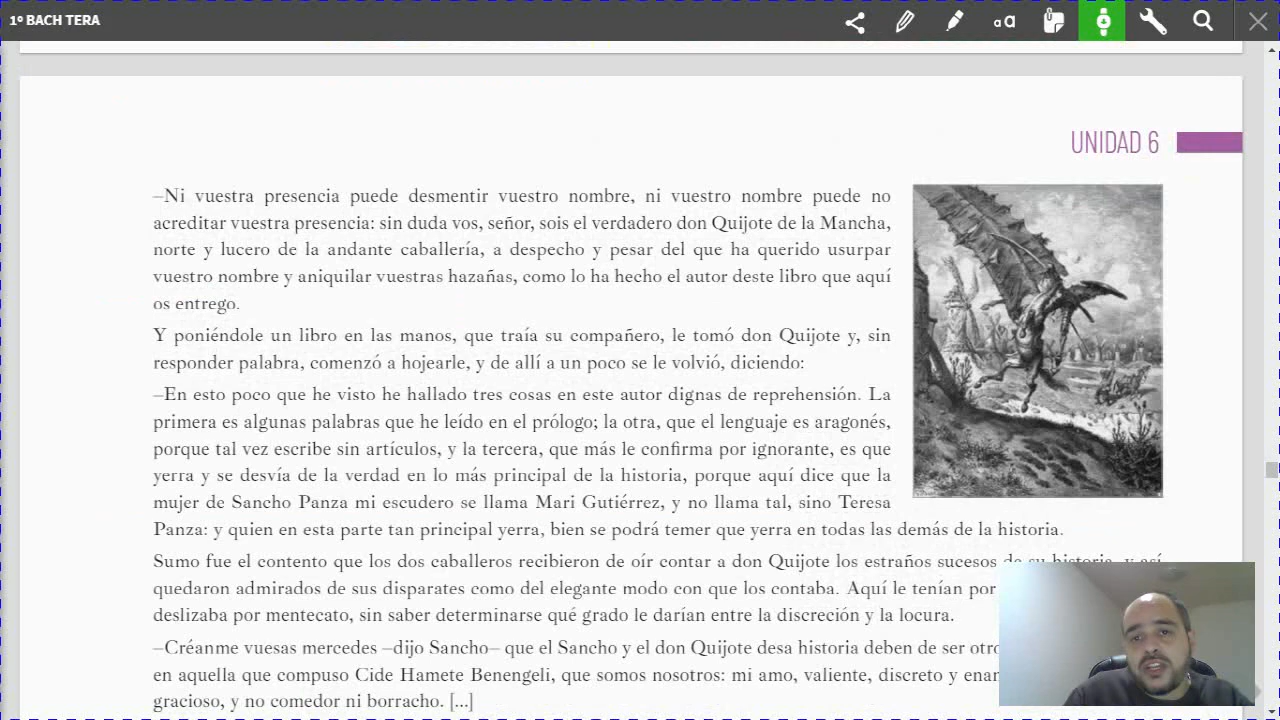 1º BACH TERA
aa
UNIDAD 6
–Ni vuestra presencia puede desmentir vuestro nombre, ni vuestro nombre puede no
acreditar vuestra presencia: sin duda vos, señor, sois el verdadero don Quijote de la Mancha,
norte y lucero de la andante caballería, a despecho y pesar del que ha querido usurpar
vuestro nombre y aniquilar vuestras hazañas, como lo ha hecho el autor deste libro que aquí
os entrego.
Y poniéndole un libro en las manos, que traía su compañero, le tomó don Quijote y, sin
responder palabra, comenzó a hojearle, y de allí a un poco se le volvió, diciendo:
–En esto poco que he visto he hallado tres cosas en este autor dignas de reprehensión. La
primera es algunas palabras que he leído en el prólogo; la otra, que el lenguaje es aragonés,
porque tal vez escribe sin artículos, y la tercera, que más le confirma por ignorante, es que
yerra y se desvía de la verdad en lo más principal de la historia, porque aquí dice que la
mujer de Sancho Panza mi escudero se llama Mari Gutiérrez, y no llama tal, sino Teresa
Panza: y quien en esta parte tan principal yerra, bien se podrá temer que yerra en todas las demás de la historia.
Sumo fue el contento que los dos caballeros recibieron de oír contar a don Quijote los estraños sucesos de su historia, y así
quedaron admirados de sus disparates como del elegante modo con que los contaba. Aquí le tenían por
deslizaba por mentecato, sin saber determinarse qué grado le darían entre la discreción y la locura.
–Créanme vuesas mercedes –dijo Sancho– que el Sancho y el don Quijote desa historia deben de ser
en aquella que compuso Cide Hamete Benengeli, que somos nosotros: mi amo, valiente, discreto y
gracioso, y no comedor ni borracho. [...]